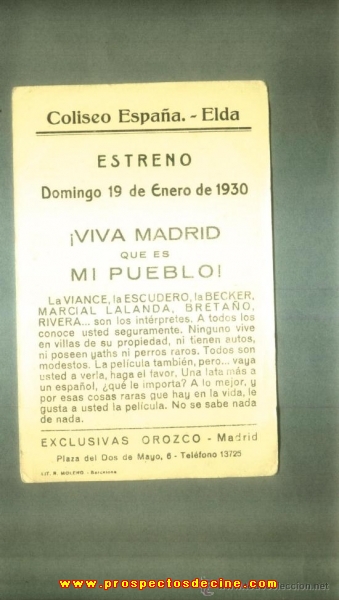 Coliseo España. - Elda
ESTRENO
Domingo 19 de Enero de 1930
¡VIVA MADRID
QUE ES
MI PUEBLO!
La VIANCE, la ESCUDERO, la BECKER,
MARCIAL LALANDA, BRETAÑO,
RIVERA... son los intérpretes. A todos los
conoce usted seguramente. Ninguno vive
en villas de su propiedad, ni tienen autos,
ni poseen yaths ni perros raros. Todos son
modestos. La película también, pero... vaya
usted a verla, haga el favor. Una lata más a
un español, ¿qué le importa? A lo mejor, y
por esas cosas raras que hay en la vida, le
gusta a usted la película. No se sabe nada
de nada.
EXCLUSIVAS OROZCO - Madrid
Plaza del Dos de Mayo, 6 - Teléfono 13725
LIT. R. MOLERO - Barcelona
www.prospectosdecine.com